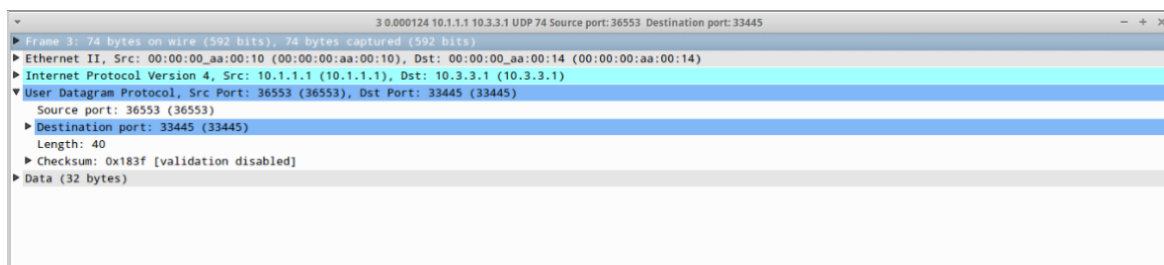 3 0.000124 10.1.1.1 10.3.3.1 UDP 74 Source port: 36553 Destination port: 33445
Frame 3: 74 bytes on wire (592 bits), 74 bytes captured (592 bits)
Ethernet II, Src: 00:00:00_aa:00:10 (00:00:00:aa:00:10), Dst: 00:00:00_aa:00:14 (00:00:00:aa:00:14)
Internet Protocol Version 4, Src: 10.1.1.1 (10.1.1.1), Dst: 10.3.3.1 (10.3.3.1)
User Datagram Protocol, Src Port: 36553 (36553), Dst Port: 33445 (33445)
Source port: 36553 (36553)
Destination port: 33445 (33445)
Length: 40
Checksum: 0x183f [validation disabled]
Data (32 bytes)